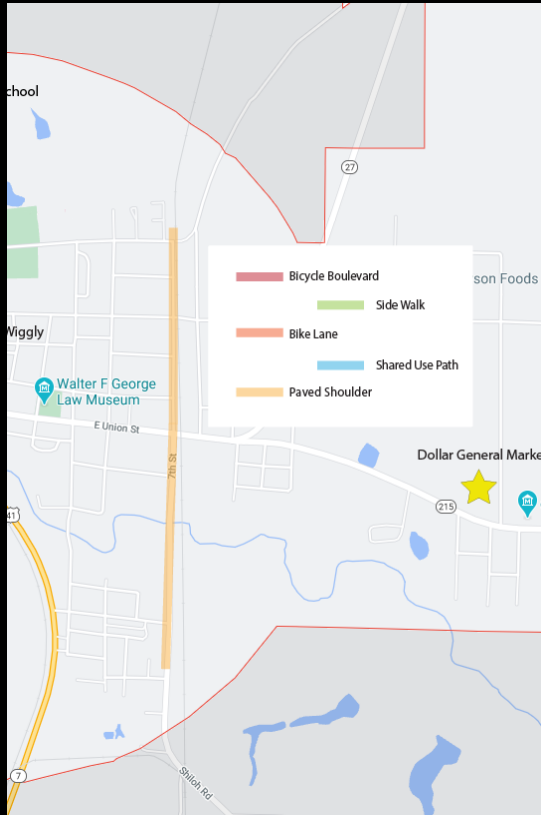 chool
27
Bicycle Boulevard
son Foods
Side Walk
Wiggly
Bike Lane
Shared Use Path
Walter F George
Law Museum
Paved Shoulder
E Union St
7th St
Dollar General Marke
215
41
7
Shiloh Rd